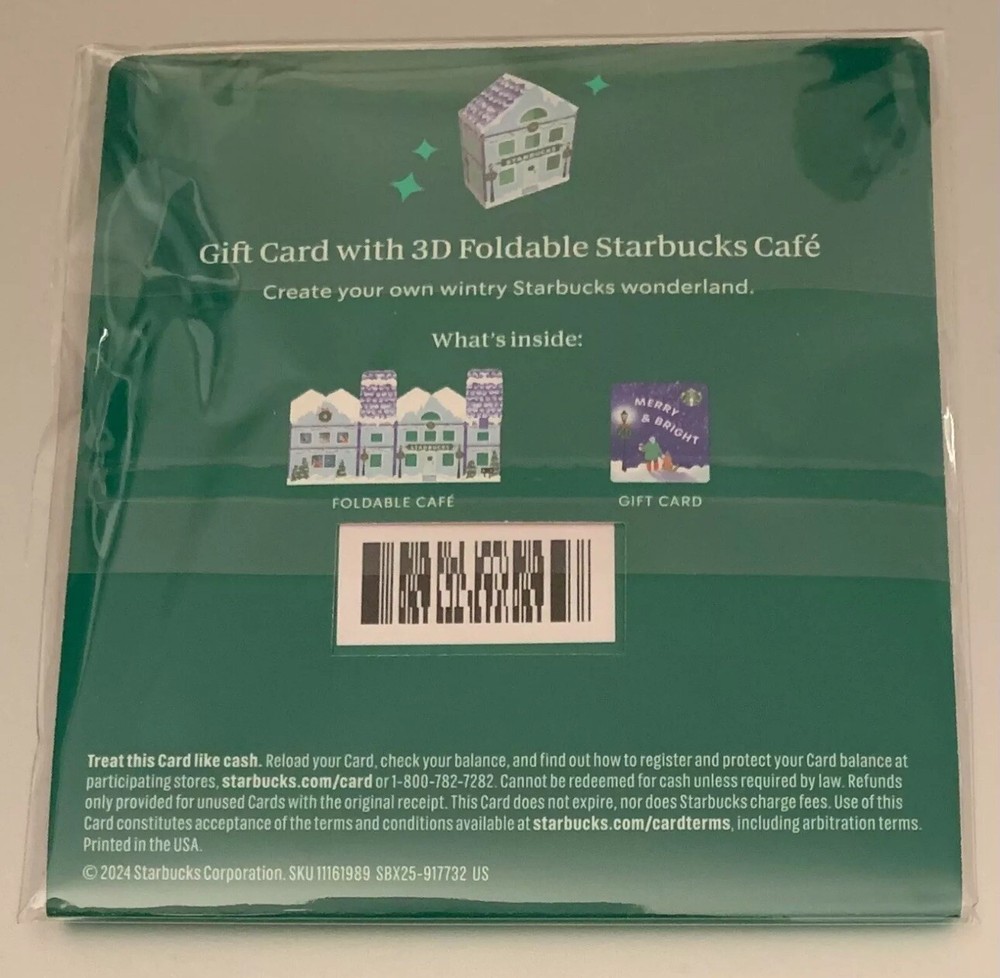 STARBUCKS
Gift Card with 3D Foldable Starbucks Café
Create your own wintry Starbucks wonderland.
What's inside:
MERRY
& BRIGHT
STARBUCKS
FOLDABLE CAFÉ
GIFT CARD
Treat this Card like cash. Reload your Card, check your balance, and find out how to register and protect your Card balance at
participating stores, starbucks.com/card or 1-800-782-7282. Cannot be redeemed for cash unless required by law. Refunds
only provided for unused Cards with the original receipt. This Card does not expire, nor does Starbucks charge fees. Use of this
Card constitutes acceptance of the terms and conditions available at starbucks.com/cardterms, including arbitration terms.
Printed in the USA.
© 2024 Starbucks Corporation. SKU 11161989 SBX25-917732 US